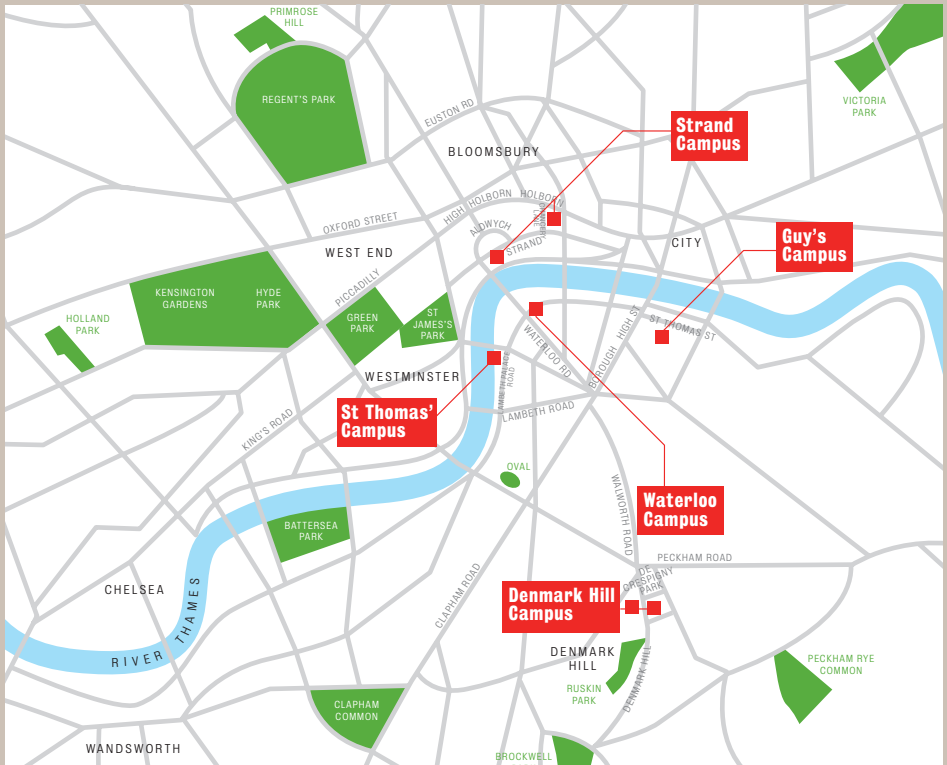 PRIMROSE
HILL
REGENT'S PARK
VICTORIA
PARK
EUSTON RD
BLOOMSBURY
Strand
Campus
HIGH HOLBORN
HOLBORN
CHANCERY
LANE
OXFORD STREET
ALDWYCH
STRAND
WEST END
CITY
Guy's
Campus
PICCADILLY
KENSINGTON
GARDENS
HYDE
PARK
HOLLAND
PARK
GREEN
PARK
ST
JAMES'S
PARK
ST THOMAS ST
BOROUGH HIGH ST
WATERLOO RD
WESTMINSTER
LAMBETH PALACE
ROAD
LAMBETH ROAD
St Thomas'
Campus
KING'S ROAD
OVAL
WALWORTH ROAD
Waterloo
Campus
BATTERSEA
PARK
PECKHAM ROAD
DE
CRESPIGNY
PARK
CHELSEA
CLAPHAM ROAD
Denmark Hill
Campus
RIVER THAMES
DENMARK
HILL
DENMARK HILL
RUSKIN
PARK
PECKHAM RYE
COMMON
CLAPHAM
COMMON
WANDSWORTH
BROCKWELL